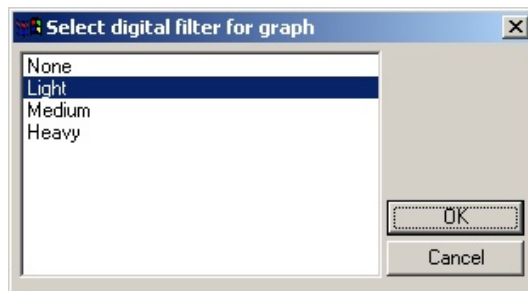 Select digital filter for graph
None
Light
Medium
Heavy
OK
Cancel